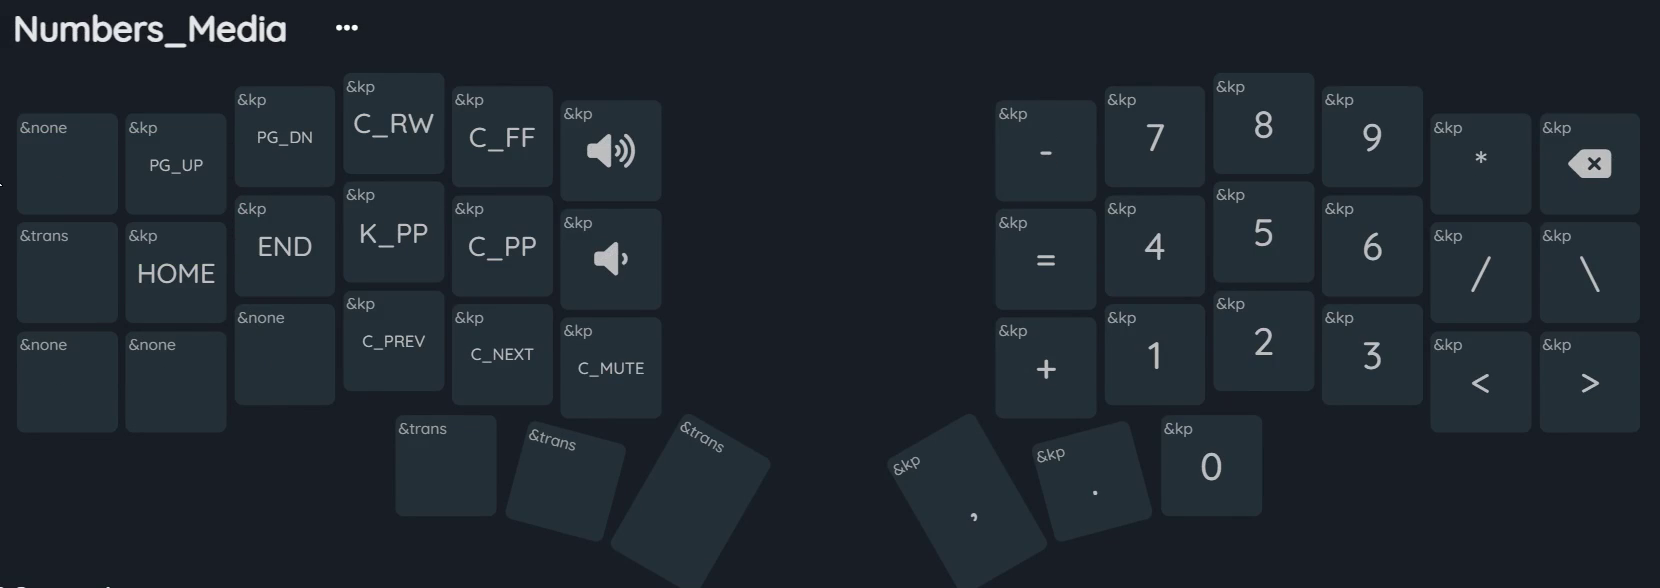 Numbers_Media ...
&none &kp PG_UP &kp PG_DN &kp C_RW &kp C_FF &kp
&kp - &kp 7 &kp 8 &kp 9 &kp * &kp
&trans &kp HOME &kp END &kp K_PP &kp C_PP &kp
&kp = &kp 4 &kp 5 &kp 6 &kp / &kp \
&none &none &none &kp C_PREV &kp C_NEXT &kp C_MUTE
&kp + &kp 1 &kp 2 &kp 3 &kp < &kp >
&trans &trans &trans
&kp , &kp . &kp 0